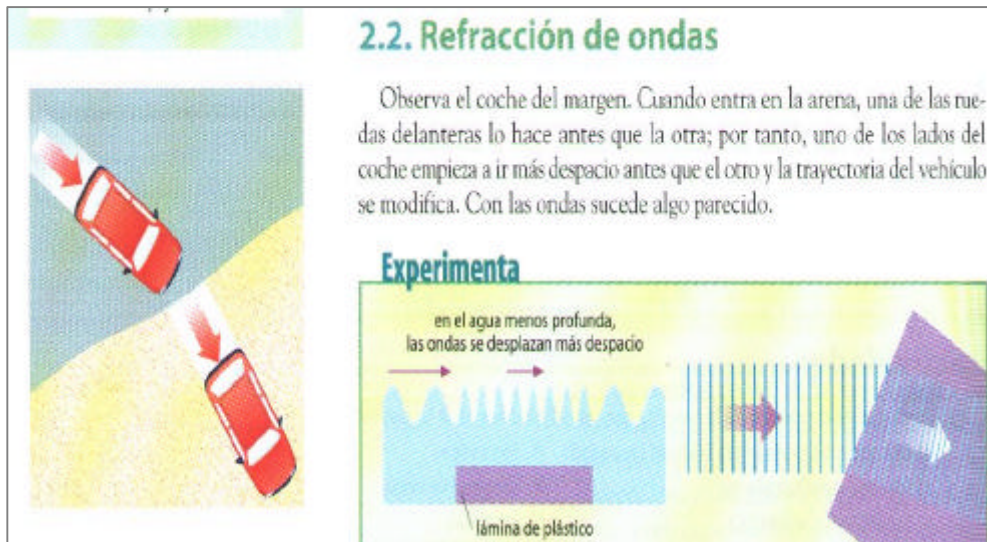 2.2. Refracción de ondas
Observa el coche del margen. Cuando entra en la arena, una de las rue-
das delanteras lo hace antes que la otra; por tanto, uno de los lados del
coche empieza a ir más despacio antes que el otro y la trayectoria del vehículo
se modifica. Con las ondas sucede algo parecido.
Experimenta
en el agua menos profunda,
las ondas se desplazan más despacio
lámina de plástico